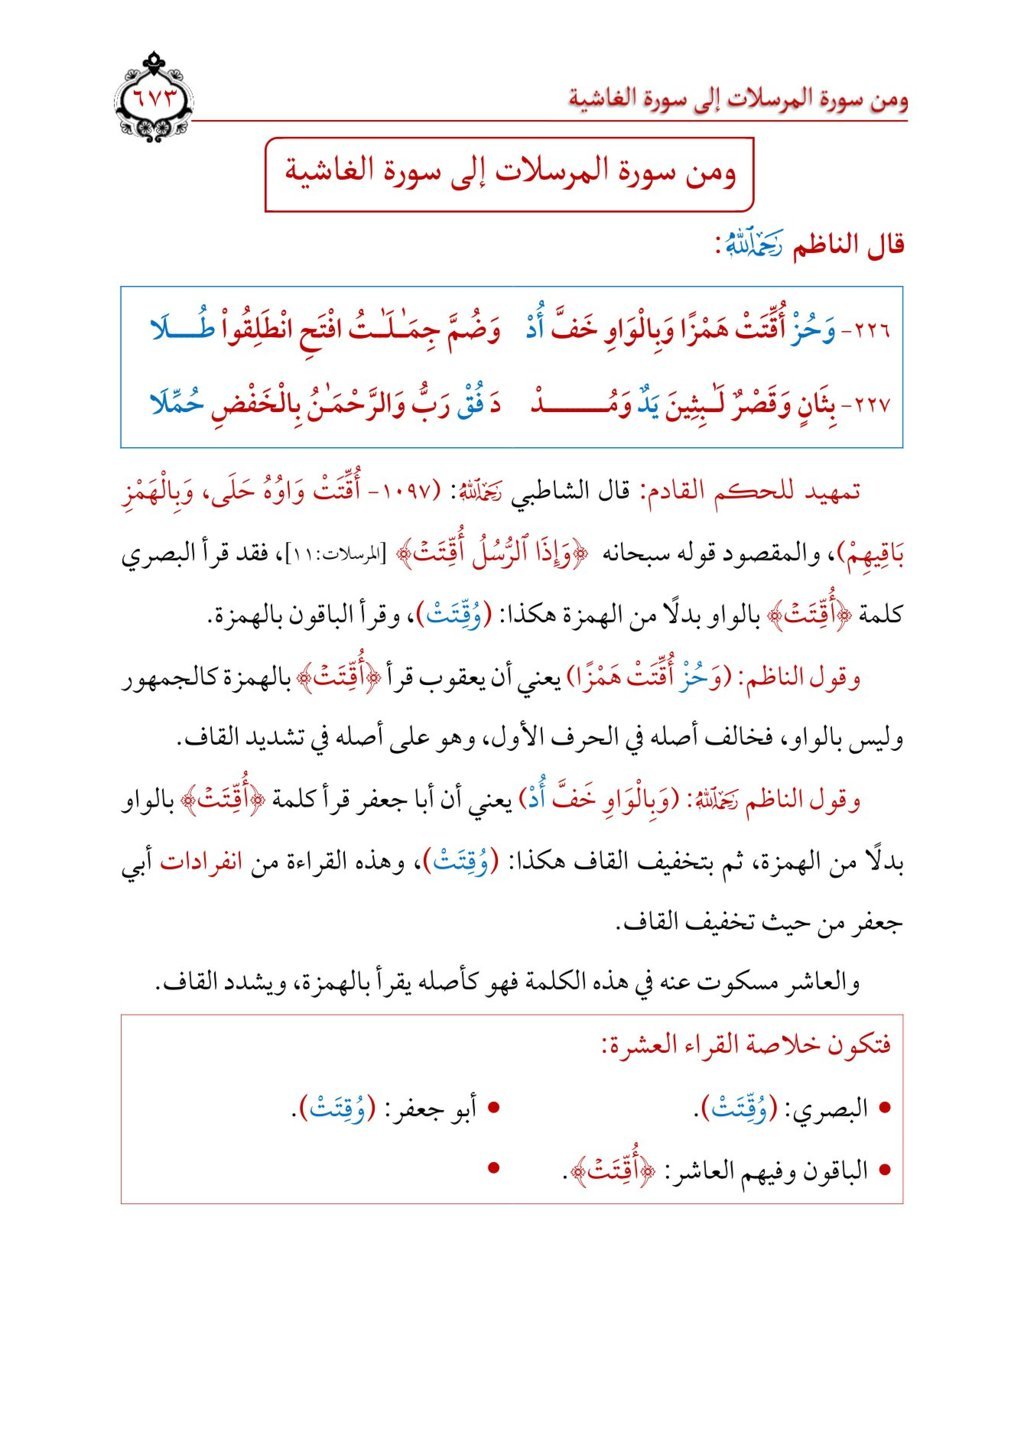 ومن سورة المرسلات إلى سورة الغاشية
٦٧٣
ومن سورة المرسلات إلى سورة الغاشية
قال الناظم رَحِمَهُ اللَّهُ:
٢٢٦- وَحُزْ أُقِّتَتْ هَمْزًا وَبِالْوَاوِ خَفَّ أُدْ وَضُمَّ جِمَـٰلَـٰتُ افْتَحِ انْطَلِقُواْ طُــلَا
٢٢٧- بِثَانٍ وَقَصْرٌ لَـٰبِثِينَ يَدٌ وَمُــــــدْ دَ فُقْ رَبُّ وَالرَّحْمَـٰنُ بِالْخَفْضِ حُمِّلَا
تمهيد للحكم القادم: قال الشاطبي رَحِمَهُ اللَّهُ: (١٠٩٧- أُقِّتَتْ وَاوُهُ حَلَى، وَبِالْهَمْزِ
بَاقِيهِمْ)، والمقصود قوله سبحانه ﴿وَإِذَا ٱلرُّسُلُ أُقِّتَتْ﴾ [المرسلات:١١]، فقد قرأ البصري
كلمة ﴿أُقِّتَتْ﴾ بالواو بدلًا من الهمزة هكذا: (وُقِّتَتْ)، وقرأ الباقون بالهمزة.
وقول الناظم: (وَحُزْ أُقِّتَتْ هَمْزًا) يعني أن يعقوب قرأ ﴿أُقِّتَتْ﴾ بالهمزة كالجمهور
وليس بالواو، فخالف أصله في الحرف الأول، وهو على أصله في تشديد القاف.
وقول الناظم رَحِمَهُ اللَّهُ: (وَبِالْوَاوِ خَفَّ أُدْ) يعني أن أبا جعفر قرأ كلمة ﴿أُقِّتَتْ﴾ بالواو
بدلًا من الهمزة، ثم بتخفيف القاف هكذا: (وُقِتَتْ)، وهذه القراءة من انفرادات أبي
جعفر من حيث تخفيف القاف.
والعاشر مسكوت عنه في هذه الكلمة فهو كأصله يقرأ بالهمزة، ويشدد القاف.
فتكون خلاصة القراء العشرة:
• البصري: (وُقِّتَتْ). • أبو جعفر: (وُقِتَتْ).
• الباقون وفيهم العاشر: ﴿أُقِّتَتْ﴾. •